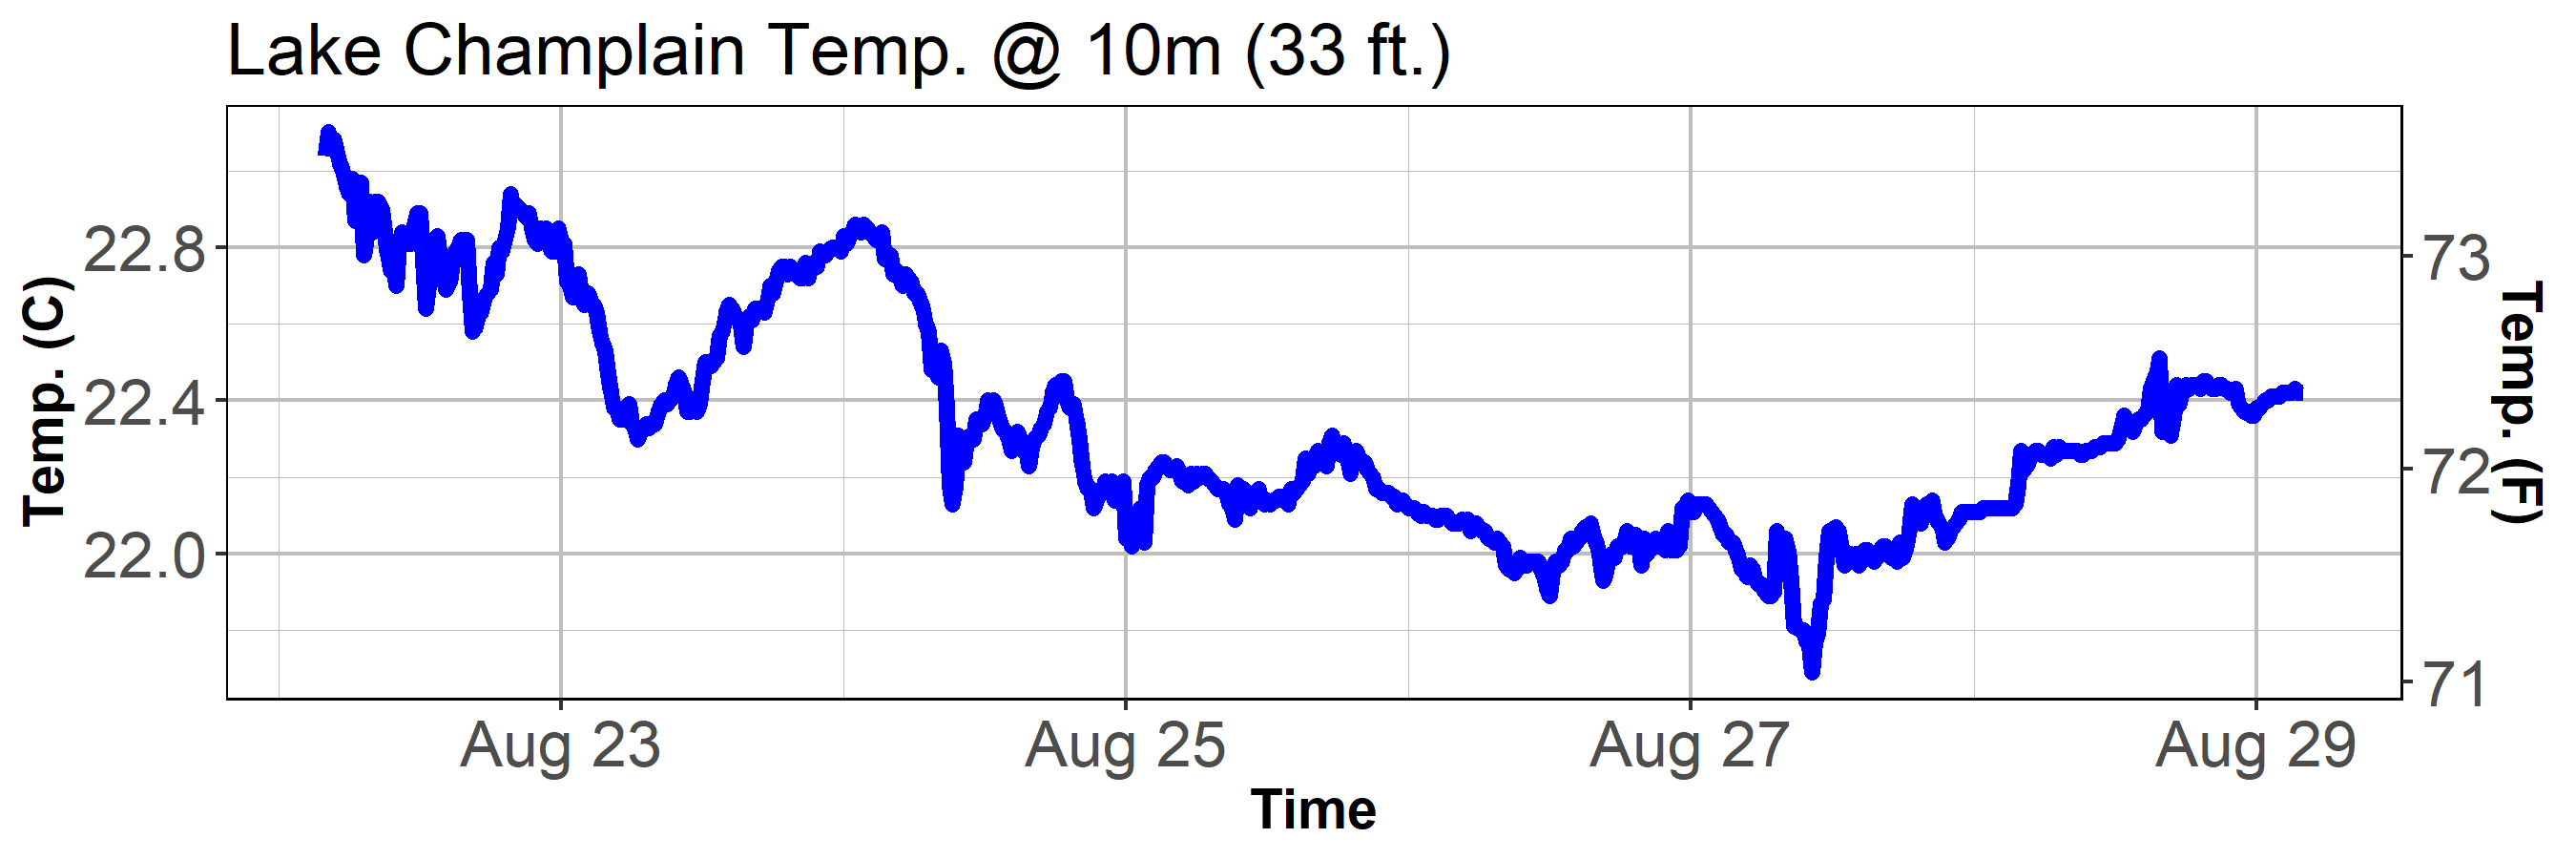 Lake Champlain Temp. @ 10m (33 ft.)
Temp. (C)
22.8
22.4
22.0
73
72
71
Temp. (F)
Aug 23
Aug 25
Aug 27
Aug 29
Time